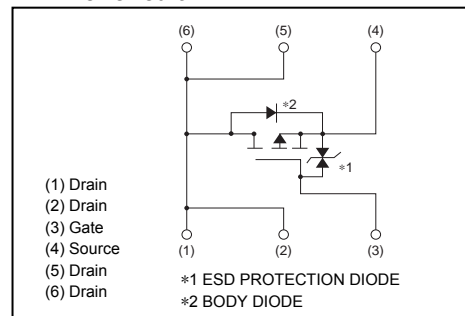 (6) (5) (4)
*2
*1
(1) Drain
(2) Drain
(3) Gate
(4) Source
(5) Drain
(6) Drain
(1) (2) (3)
*1 ESD PROTECTION DIODE
*2 BODY DIODE